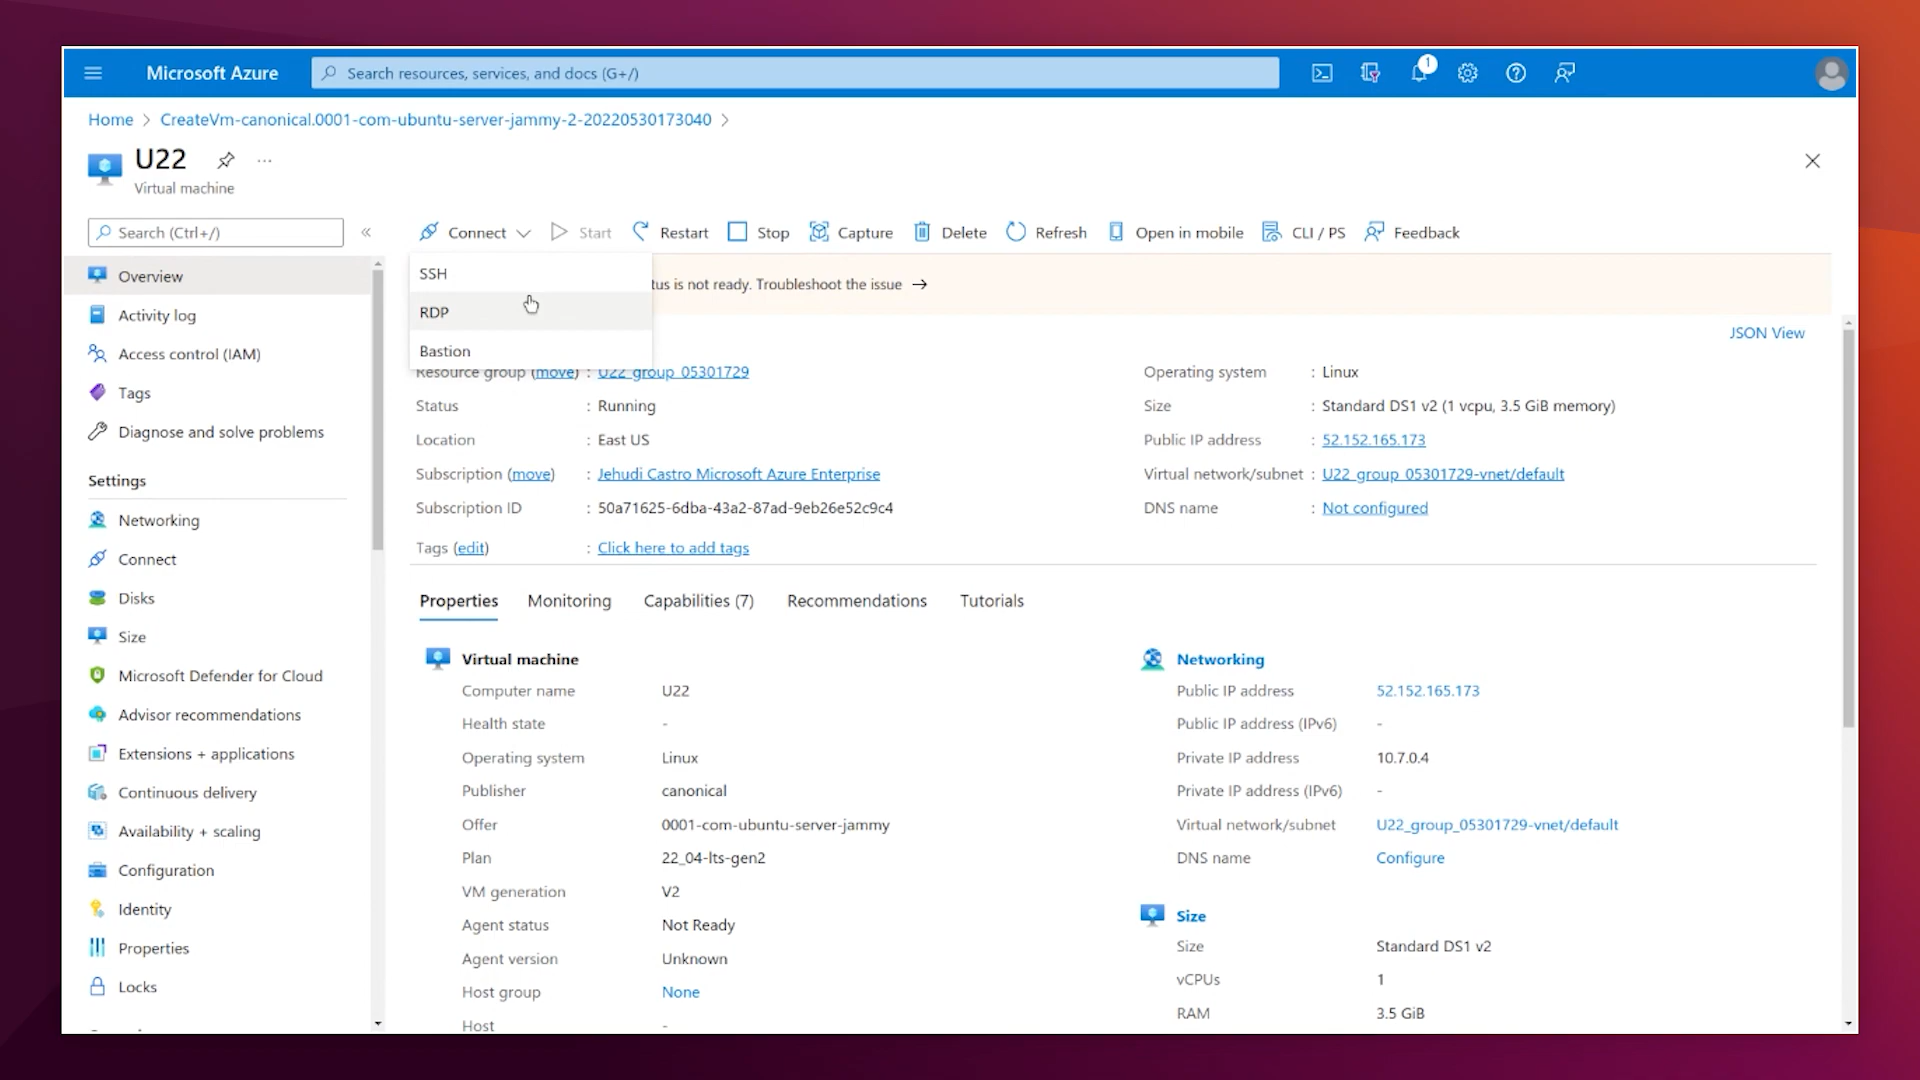 Microsoft Azure
Search resources, services, and docs (G+/)
1
Home > CreateVm-canonical.0001-com-ubuntu-server-jammy-2-20220530173040 >
U22
...
Virtual machine
Search (Ctrl+/)
«
Connect
Start
Restart
Stop
Capture
Delete
Refresh
Open in mobile
CLI / PS
Feedback
SSH
RDP
Bastion
is not ready. Troubleshoot the issue →
JSON View
Overview
Activity log
Access control (IAM)
Tags
Diagnose and solve problems
Settings
Networking
Connect
Disks
Size
Microsoft Defender for Cloud
Advisor recommendations
Extensions + applications
Continuous delivery
Availability + scaling
Configuration
Identity
Properties
Locks
Resource group (move) : U22_group_05301729
Status : Running
Location : East US
Subscription (move) : Jehudi Castro Microsoft Azure Enterprise
Subscription ID : 50a71625-6dba-43a2-87ad-9eb26e52c9c4
Tags (edit) : Click here to add tags
Operating system : Linux
Size : Standard DS1 v2 (1 vcpu, 3.5 GiB memory)
Public IP address : 52.152.165.173
Virtual network/subnet : U22_group_05301729-vnet/default
DNS name : Not configured
Properties
Monitoring
Capabilities (7)
Recommendations
Tutorials
Virtual machine
Computer name U22
Health state -
Operating system Linux
Publisher canonical
Offer 0001-com-ubuntu-server-jammy
Plan 22_04-lts-gen2
VM generation V2
Agent status Not Ready
Agent version Unknown
Host group None
Host -
Networking
Public IP address 52.152.165.173
Public IP address (IPv6) -
Private IP address 10.7.0.4
Private IP address (IPv6) -
Virtual network/subnet U22_group_05301729-vnet/default
DNS name Configure
Size
Size Standard DS1 v2
vCPUs 1
RAM 3.5 GiB